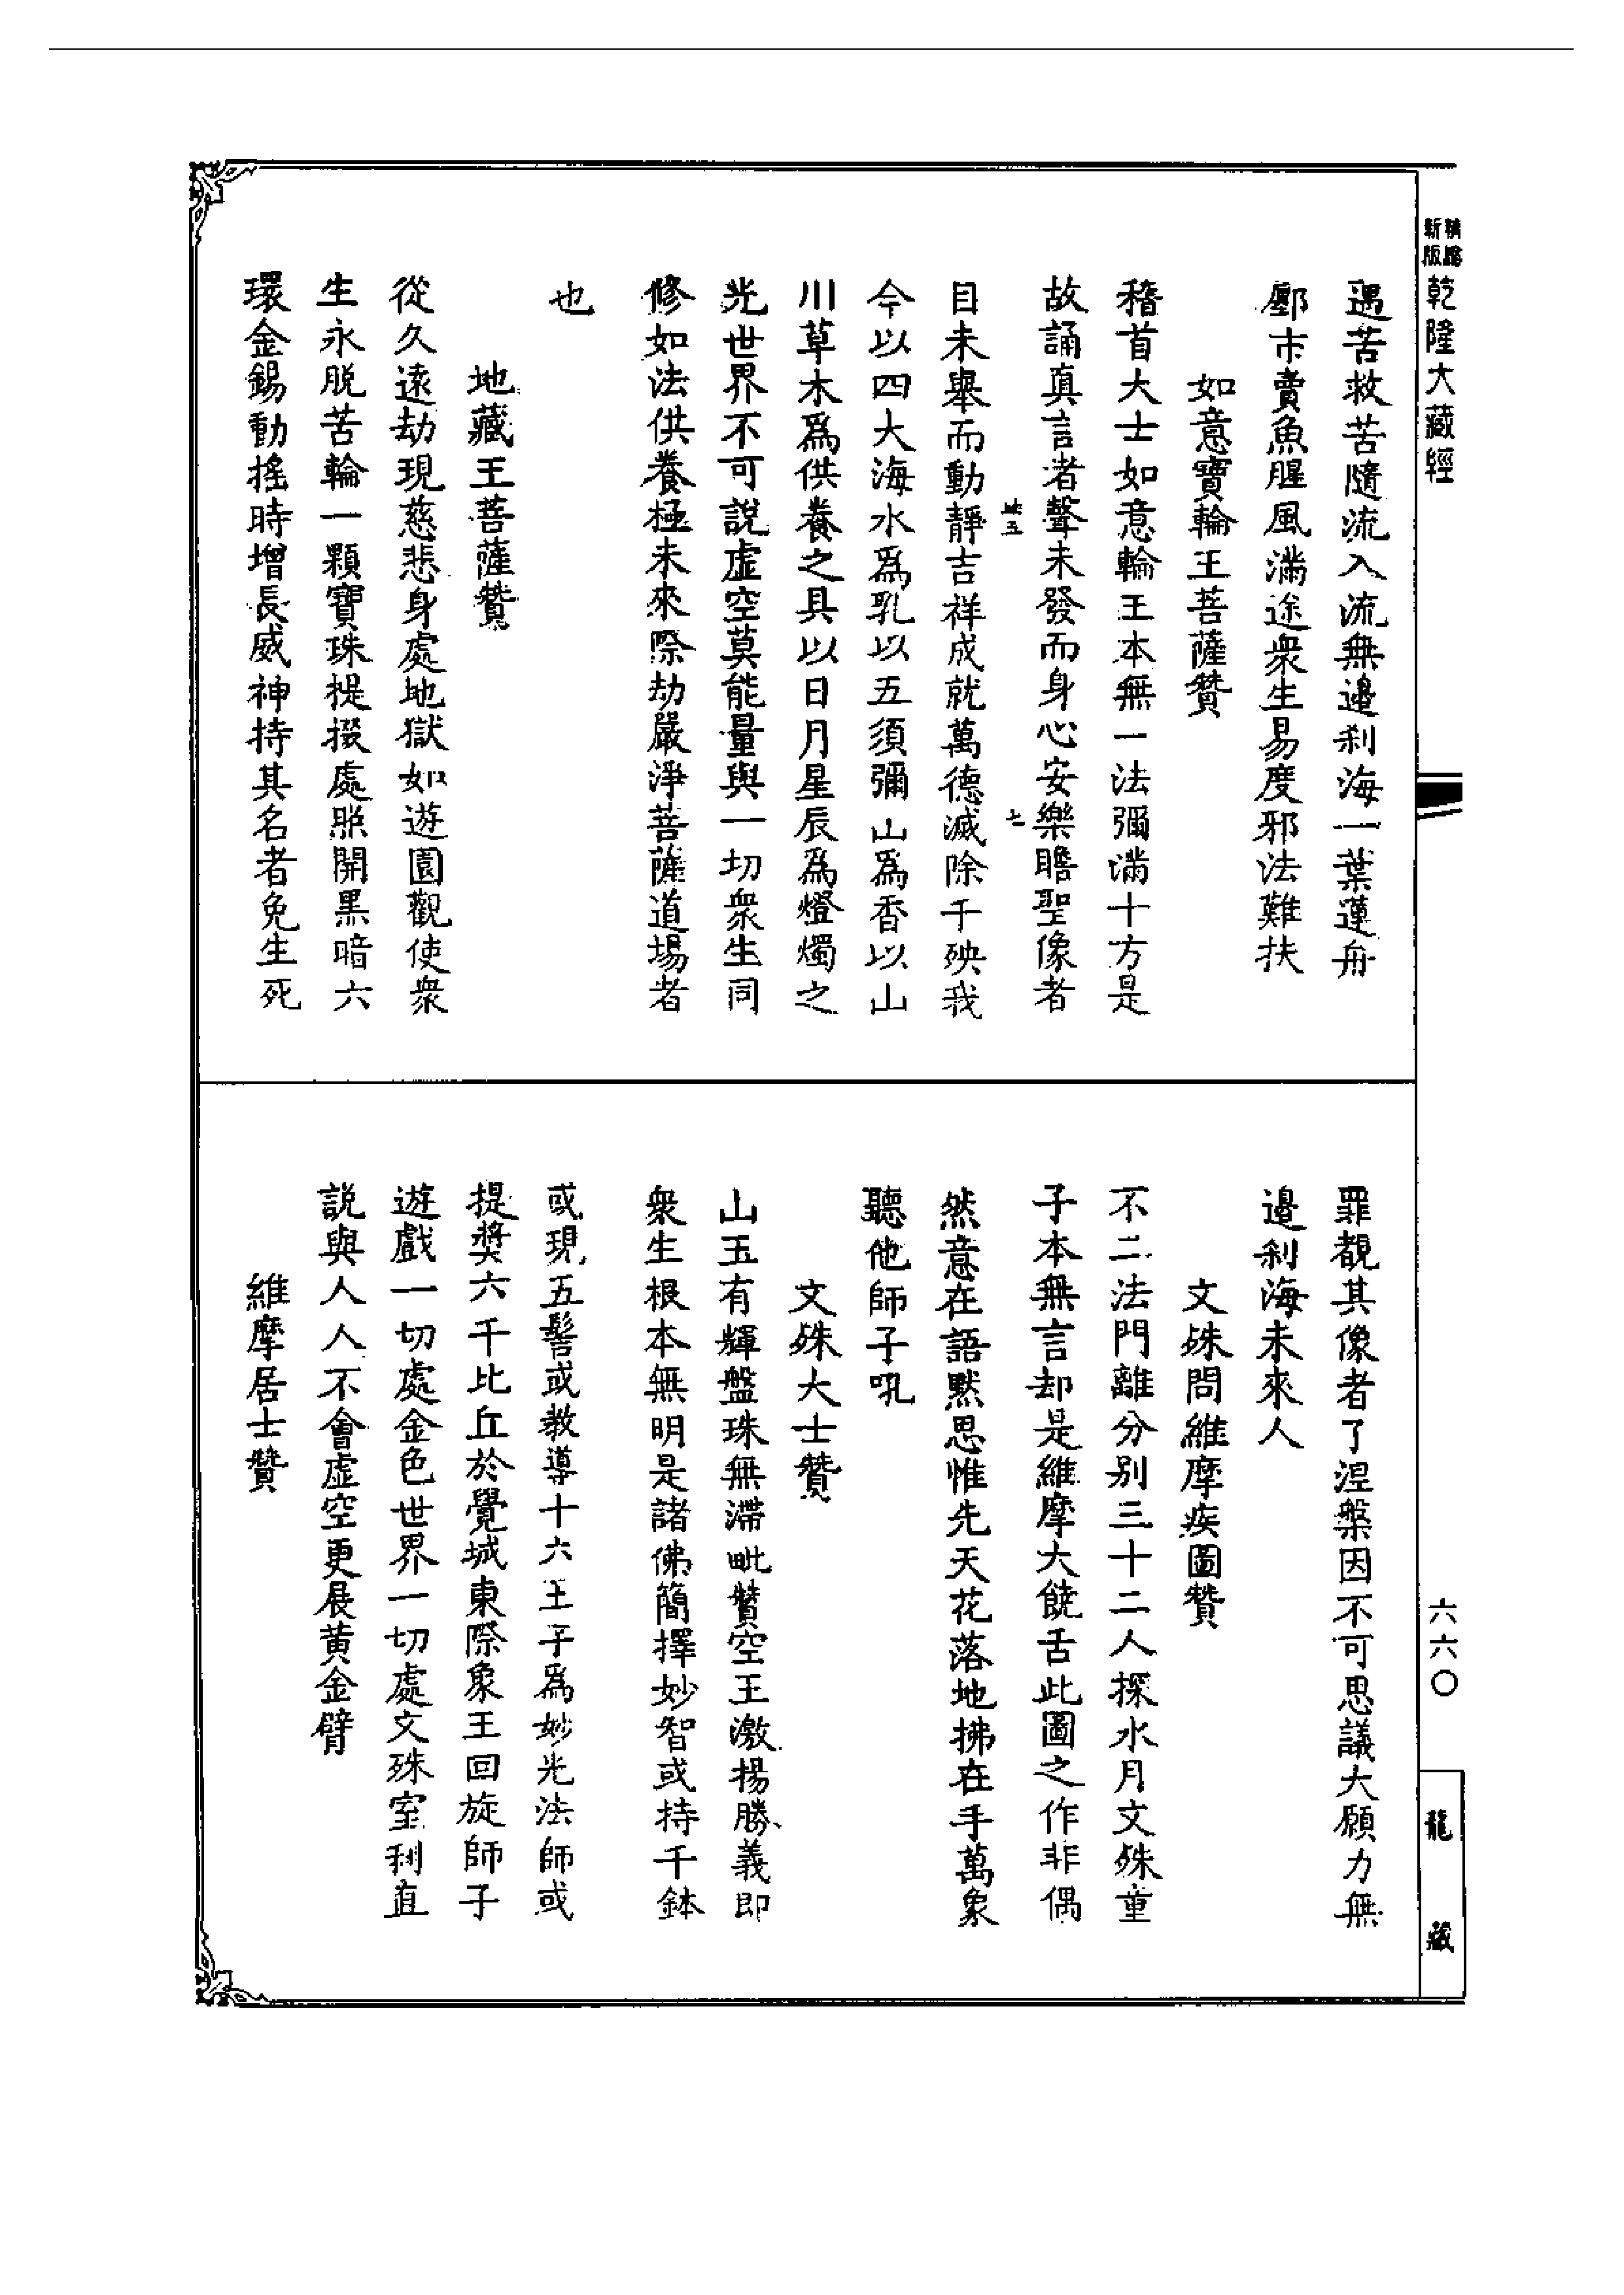 新版精縮
乾隆大藏經
遇苦救苦隨流入流無邊刹海一葉蓮舟
鄽市賣魚腥風滿途衆生易度邪法難扶
如意寶輪王菩薩贊
稽首大士如意輪王本無一法彌滿十方是
故誦真言者聲未發而身心安樂瞻聖像者
七
目未舉而動靜吉祥成就萬德滅除千殃我
今以四大海水爲乳以五須彌山爲香以山
川草木爲供養之具以日月星辰爲燈燭之
光世界不可說虛空莫能量與一切衆生同
修如法供養極未來際劫嚴淨菩薩道場者
也
地藏王菩薩贊
從久遠劫現慈悲身處地獄如遊園觀使衆
生永脫苦輪一顆寶珠提掇處照開黑暗六
環金錫動搖時增長威神持其名者免生死
罪覩其像者了涅槃因不可思議大願力無
邊刹海未來人
文殊問維摩疾圖贊
不二法門離分别三十二人探水月文殊童
子本無言却是維摩大饒舌此圖之作非偶
然意在語默思惟先天花落地拂在手萬象
聽他師子吼
文殊大士贊
山玉有輝盤珠無滯毗贊空王激揚勝義即
衆生根本無明是諸佛簡擇妙智或持千鉢
或現五髻或教導十六王子爲妙光法師或
提獎六千比丘於覺城東際象王回旋師子
遊戲一切處金色世界一切處文殊室利直
説與人人不會虛空更展黃金臂
維摩居士贊
六六〇
龍藏